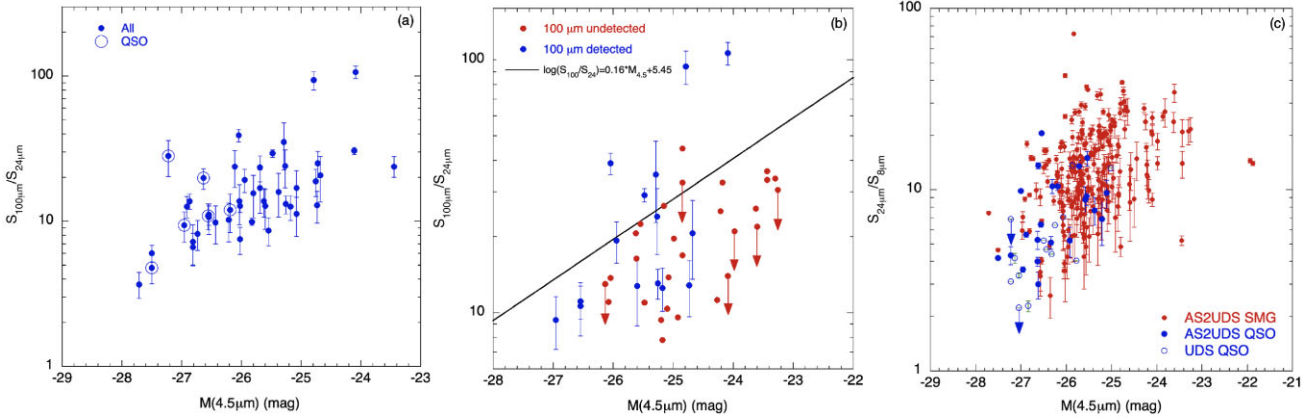 (a)
All
QSO
100
10
1
S100μm/S24μm
-29 -28 -27 -26 -25 -24 -23
M(4.5μm) (mag)
(b)
100 μm undetected
100 μm detected
log(S100/S24)=0.16*M4.5+5.45
100
10
S100μm/S24μm
-28 -27 -26 -25 -24 -23 -22
M(4.5μm) (mag)
(c)
100
10
1
S24μm/S8μm
AS2UDS SMG
AS2UDS QSO
UDS QSO
-29 -28 -27 -26 -25 -24 -23 -22 -21
M(4.5μm) (mag)